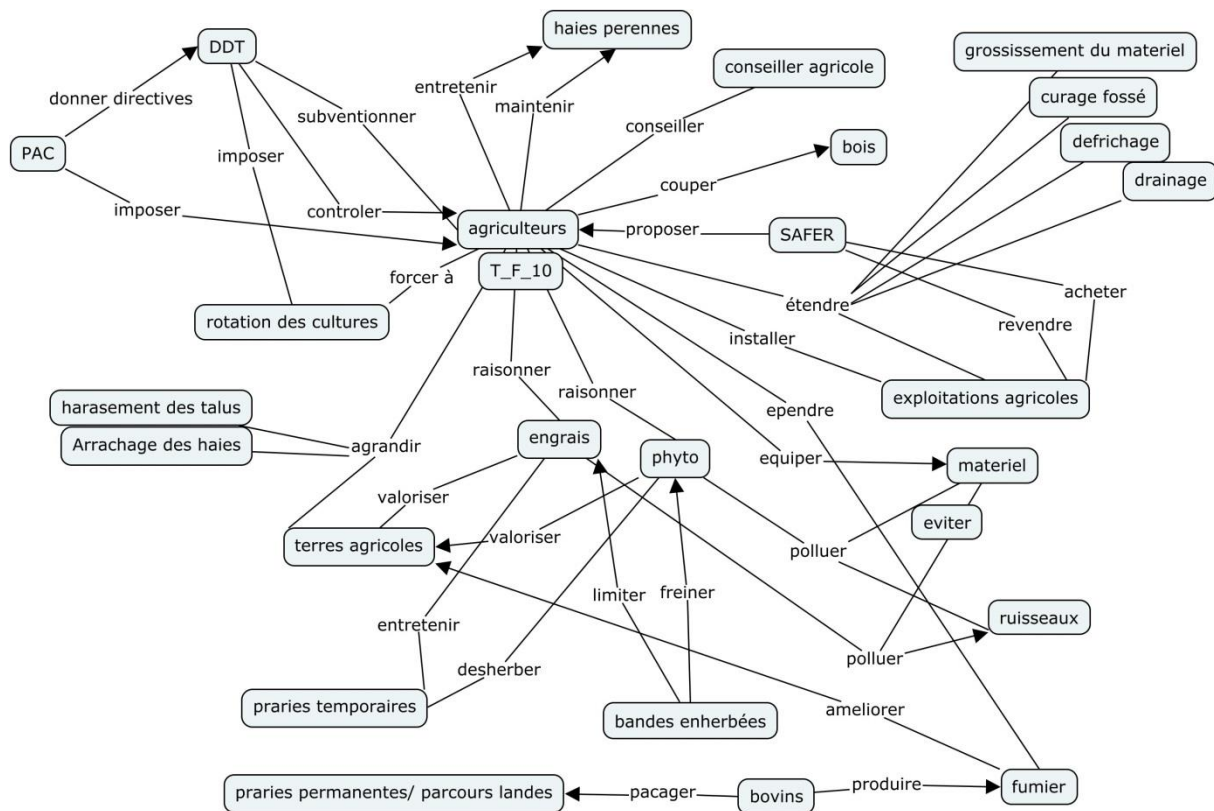 haies perennes
DDT
grossissement du materiel
conseiller agricole
entretenir
donner directives
curage fossé
maintenir
subventionner
conseiller
defrichage
bois
PAC
imposer
drainage
couper
imposer
controler
agriculteurs
proposer
SAFER
T_F_10
forcer à
acheter
étendre
rotation des cultures
revendre
installer
raisonner
raisonner
exploitations agricoles
harasement des talus
ependre
Arrachage des haies
agrandir
engrais
phyto
equiper
materiel
valoriser
eviter
terres agricoles
valoriser
polluer
limiter
freiner
ruisseaux
entretenir
polluer
desherber
praries temporaires
ameliorer
bandes enherbées
praries permanentes/ parcours landes
pacager
bovins
produire
fumier